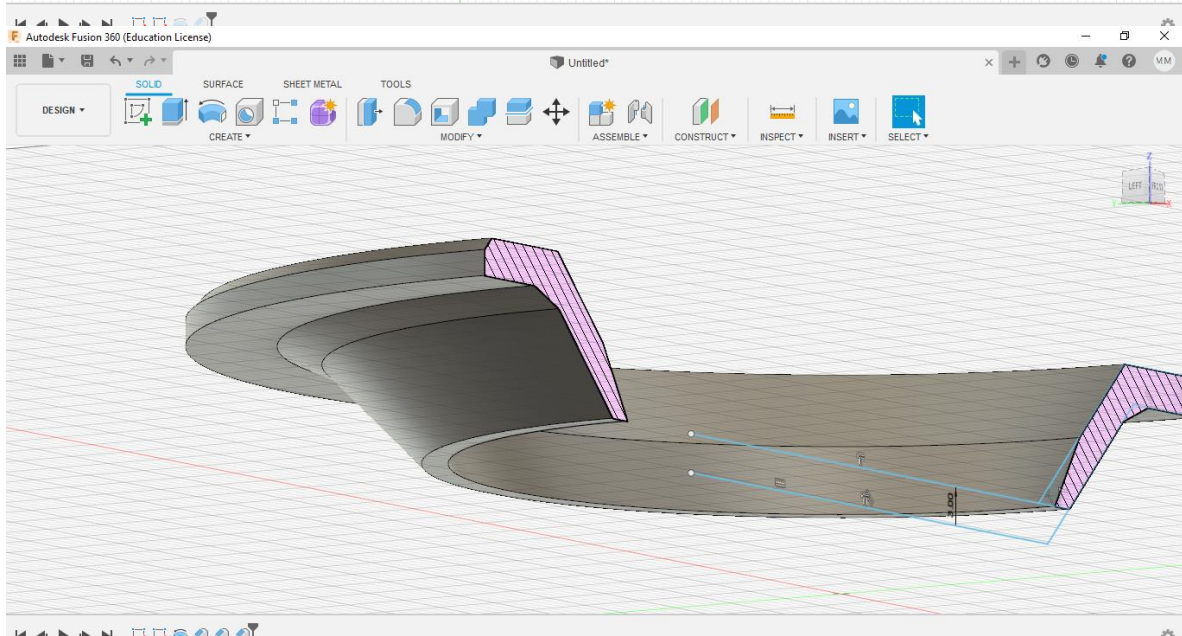 Autodesk Fusion 360 (Education License)
Untitled*
MM
SOLID SURFACE SHEET METAL TOOLS
DESIGN
CREATE MODIFY ASSEMBLE CONSTRUCT INSPECT INSERT SELECT
Z
LEFT
Y X
3.00